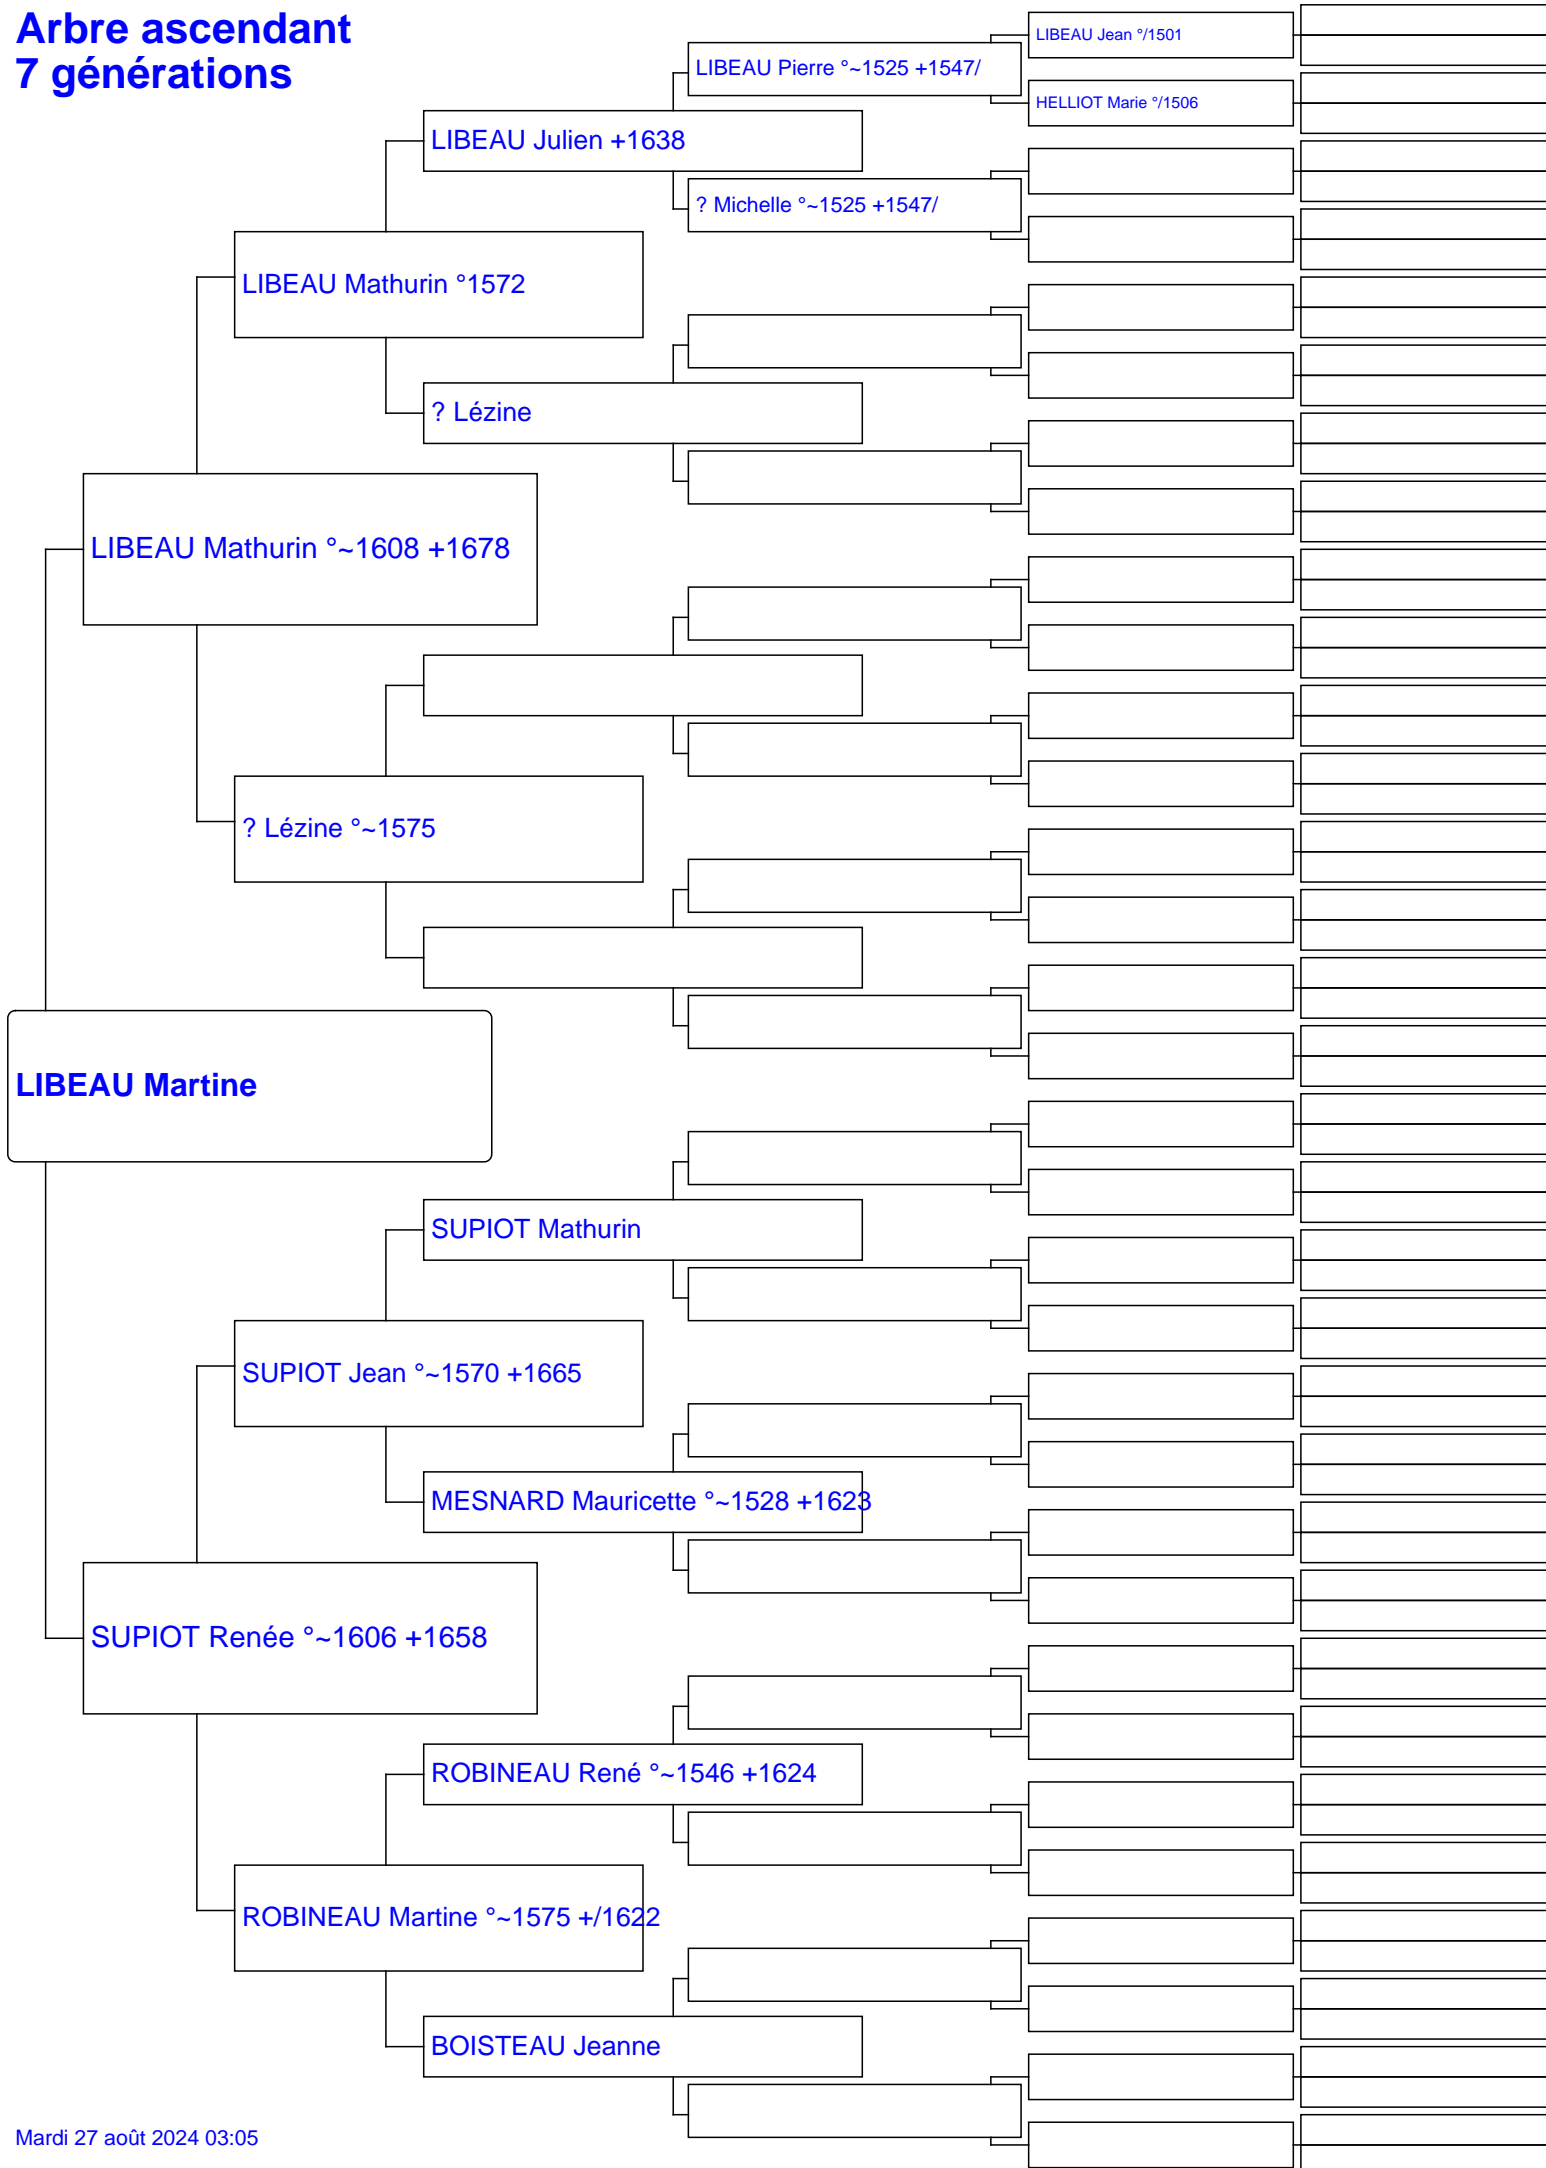 Arbre ascendant
7 générations
LIBEAU Jean °/1501
LIBEAU Pierre °~1525 +1547/
HELLIOT Marie °/1506
LIBEAU Julien +1638
? Michelle °~1525 +1547/
LIBEAU Mathurin °1572
? Lézine
LIBEAU Mathurin °~1608 +1678
? Lézine °~1575
LIBEAU Martine
SUPIOT Mathurin
SUPIOT Jean °~1570 +1665
MESNARD Mauricette °~1528 +1623
SUPIOT Renée °~1606 +1658
ROBINEAU René °~1546 +1624
ROBINEAU Martine °~1575 +/1622
BOISTEAU Jeanne
Mardi 27 août 2024 03:05